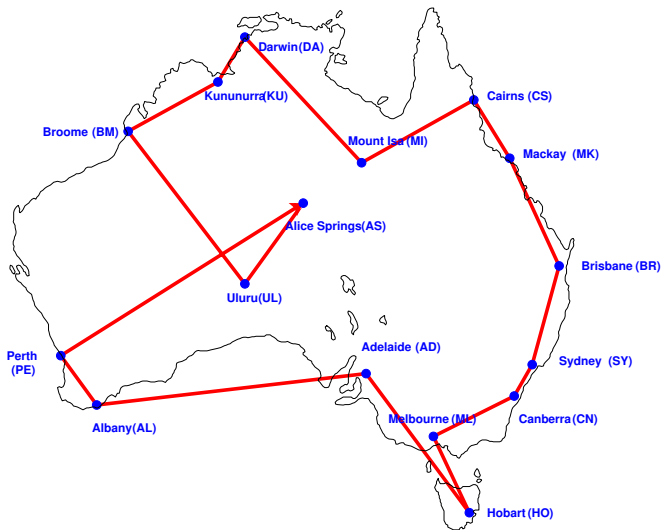 Darwin (DA)
Kununurra(KU)
Cairns (CS)
Broome (BM)
Mount Isa (MI)
Mackay (MK)
Alice Springs(AS)
Brisbane (BR)
Uluru(UL)
Perth
(PE)
Adelaide (AD)
Sydney (SY)
Albany(AL)
Melbourne (ML)
Canberra(CN)
Hobart (HO)